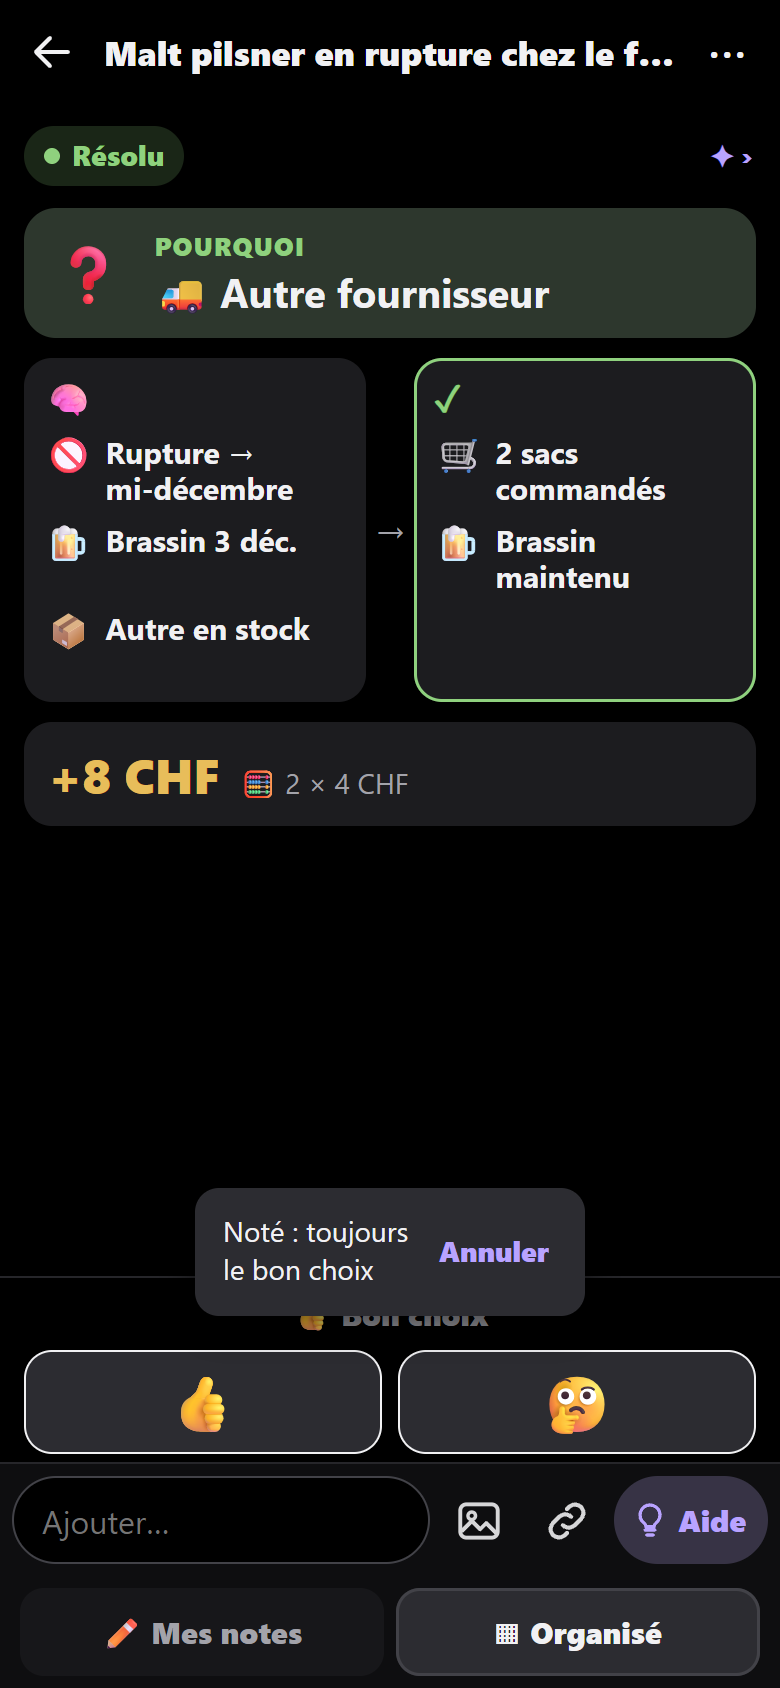 Malt pilsner en rupture chez le f...
Résolu
POURQUOI
Autre fournisseur
Rupture →
mi-décembre
Brassin 3 déc.
Autre en stock
→
2 sacs
commandés
Brassin
maintenu
+8 CHF 2 × 4 CHF
Noté : toujours
le bon choix
Annuler
Bon choix
Ajouter...
Aide
Mes notes
Organisé